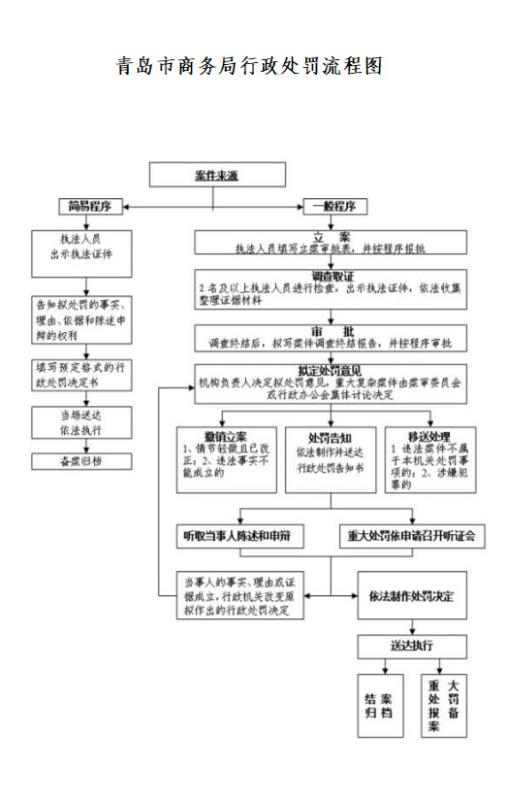 青岛市商务局行政处罚流程图
案件来源
简易程序
一般程序
执法人员
出示执法证件
告知拟处罚的事实、
理由、依据和陈述申
辩的权利
填写预定格式的行
政处罚决定书
当场送达
依法执行
备案归档
立 案
执法人员填写立案审批表，并按程序报批
调查取证
2 名及以上执法人员进行检查，出示执法证件，依法收集
整理证据材料
审 批
调查终结后，拟写案件调查终结报告，并按程序审批
拟定处罚意见
机构负责人决定拟处罚意见，重大复杂案件由案审委员会
或行政办公会集体讨论决定
撤销立案
1、情节轻微且已改
正；2、违法事实不
能成立的
处罚告知
依法制作并送达
行政处罚告知书
移送处理
1 违法案件不属
于本机关处罚事
项的；2、涉嫌犯
罪的
听取当事人陈述和申辩
重大处罚依申请召开听证会
当事人的事实、理由或证
据成立，行政机关改变原
拟作出的行政处罚决定
依法制作处罚决定
送达执行
结 案
归 档
重 大
处 罚
报 备
案